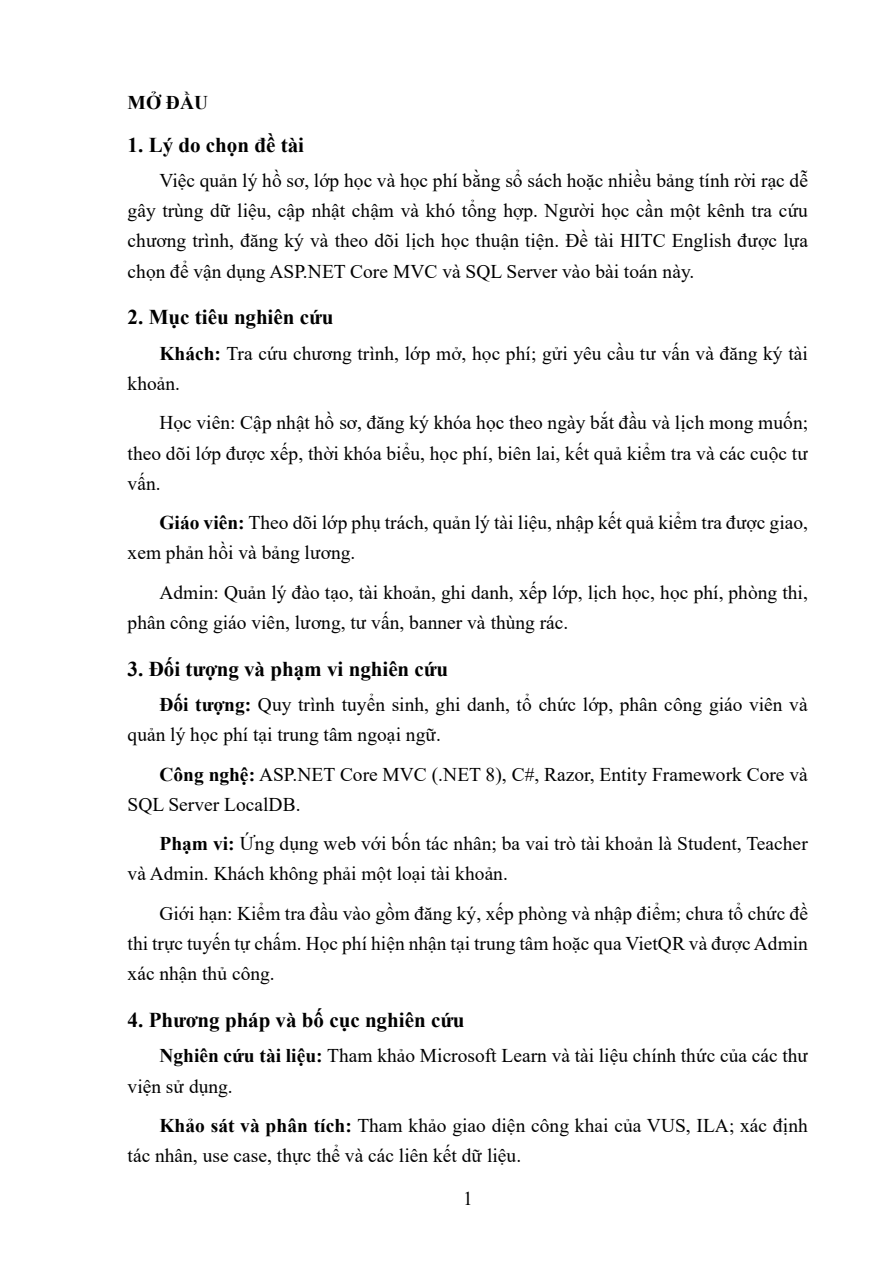 MỞ ĐẦU
1. Lý do chọn đề tài
Việc quản lý hồ sơ, lớp học và học phí bằng sổ sách hoặc nhiều bảng tính rời rạc dễ
gây trùng dữ liệu, cập nhật chậm và khó tổng hợp. Người học cần một kênh tra cứu
chương trình, đăng ký và theo dõi lịch học thuận tiện. Đề tài HITC English được lựa
chọn để vận dụng ASP.NET Core MVC và SQL Server vào bài toán này.
2. Mục tiêu nghiên cứu
Khách: Tra cứu chương trình, lớp mở, học phí; gửi yêu cầu tư vấn và đăng ký tài
khoản.
Học viên: Cập nhật hồ sơ, đăng ký khóa học theo ngày bắt đầu và lịch mong muốn;
theo dõi lớp được xếp, thời khóa biểu, học phí, biên lai, kết quả kiểm tra và các cuộc tư
vấn.
Giáo viên: Theo dõi lớp phụ trách, quản lý tài liệu, nhập kết quả kiểm tra được giao,
xem phản hồi và bảng lương.
Admin: Quản lý đào tạo, tài khoản, ghi danh, xếp lớp, lịch học, học phí, phòng thi,
phân công giáo viên, lương, tư vấn, banner và thùng rác.
3. Đối tượng và phạm vi nghiên cứu
Đối tượng: Quy trình tuyển sinh, ghi danh, tổ chức lớp, phân công giáo viên và
quản lý học phí tại trung tâm ngoại ngữ.
Công nghệ: ASP.NET Core MVC (.NET 8), C#, Razor, Entity Framework Core và
SQL Server LocalDB.
Phạm vi: Ứng dụng web với bốn tác nhân; ba vai trò tài khoản là Student, Teacher
và Admin. Khách không phải một loại tài khoản.
Giới hạn: Kiểm tra đầu vào gồm đăng ký, xếp phòng và nhập điểm; chưa tổ chức đề
thi trực tuyến tự chấm. Học phí hiện nhận tại trung tâm hoặc qua VietQR và được Admin
xác nhận thủ công.
4. Phương pháp và bố cục nghiên cứu
Nghiên cứu tài liệu: Tham khảo Microsoft Learn và tài liệu chính thức của các thư
viện sử dụng.
Khảo sát và phân tích: Tham khảo giao diện công khai của VUS, ILA; xác định
tác nhân, use case, thực thể và các liên kết dữ liệu.
1